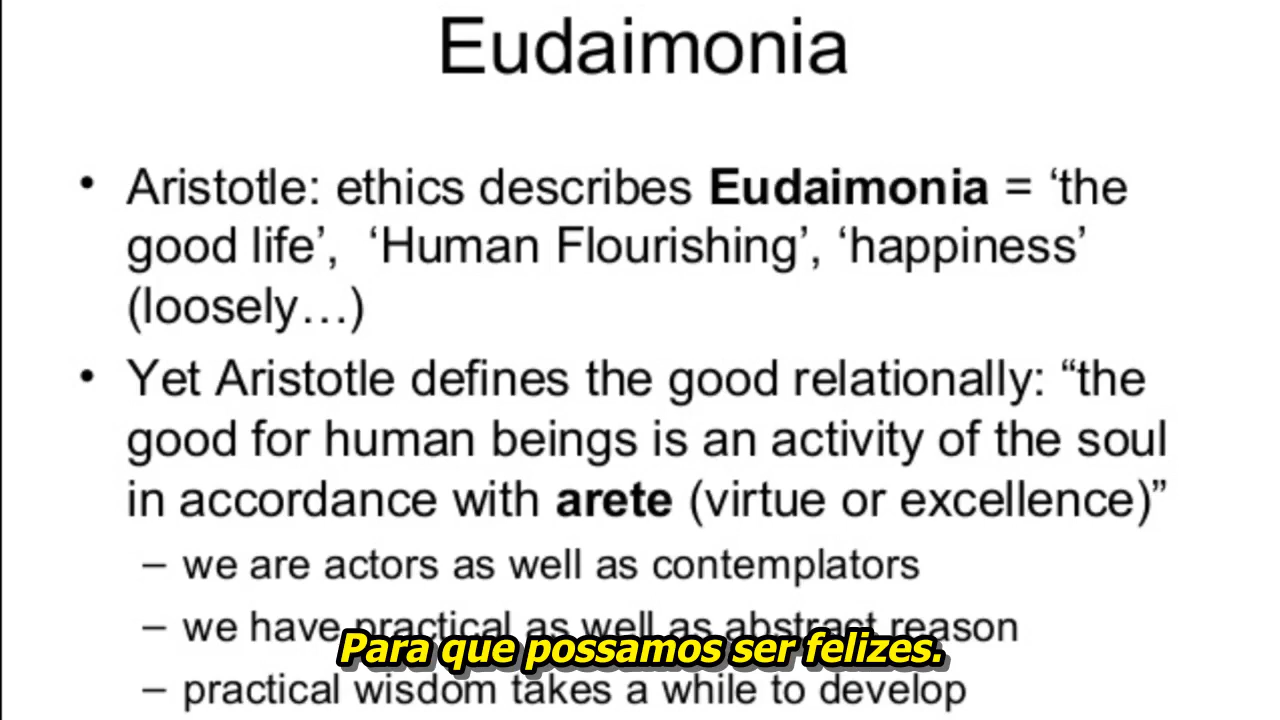 Eudaimonia
• Aristotle: ethics describes Eudaimonia = ‘the
good life’, ‘Human Flourishing’, ‘happiness’
(loosely…)
• Yet Aristotle defines the good relationally: “the
good for human beings is an activity of the soul
in accordance with arete (virtue or excellence)”
– we are actors as well as contemplators
– we have practical as well as abstract reason
Para que possamos ser felizes.
– practical wisdom takes a while to develop